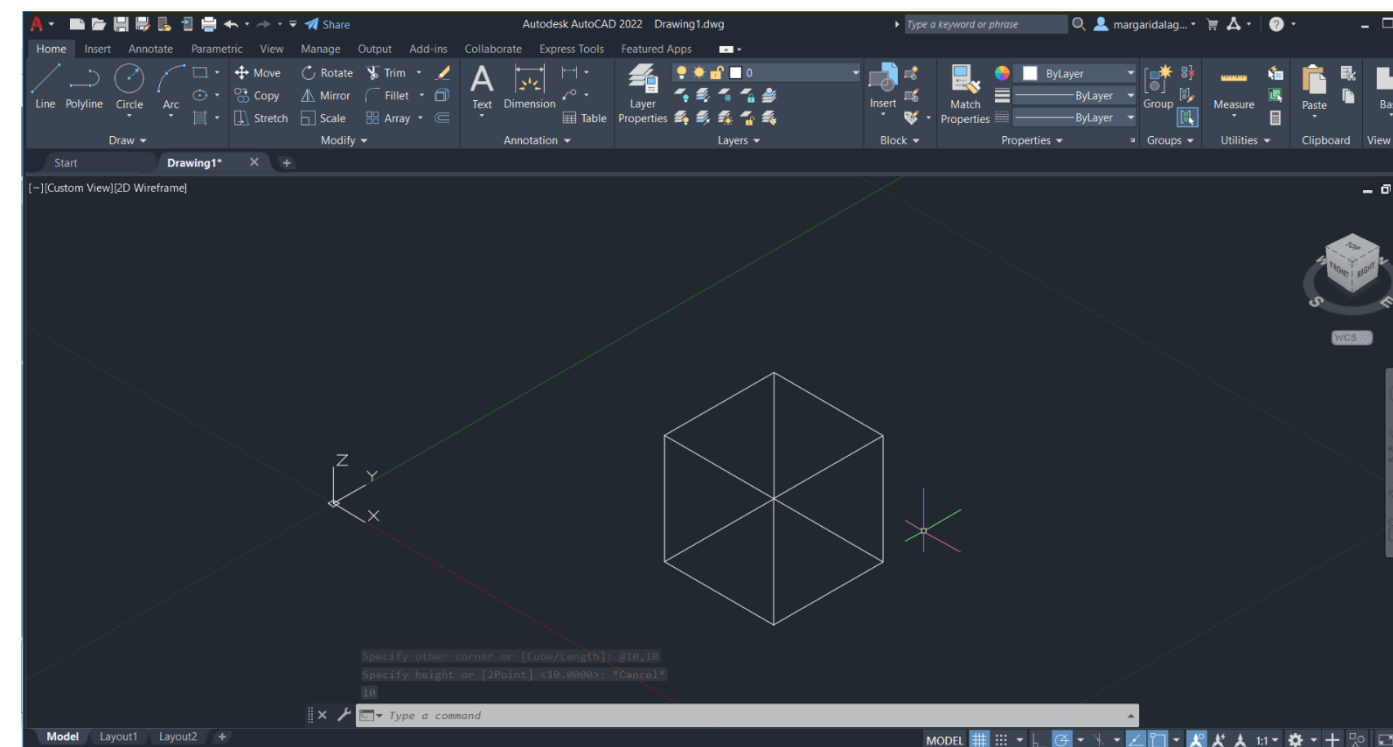 A Share Autodesk AutoCAD 2022 Drawing1.dwg Type a keyword or phrase margaridalag...
Home Insert Annotate Parametric View Manage Output Add-ins Collaborate Express Tools Featured Apps
Move Rotate Trim A 0 ByLayer
Copy Mirror Fillet ByLayer
Line Polyline Circle Arc Text Dimension Layer Insert Match Group Measure Paste
Stretch Scale Array Table Properties Properties ByLayer
Draw Modify Annotation Layers Block Properties Groups Utilities Clipboard View
Start Drawing1* +
[−][Custom View][2D Wireframe]
TOP
FRONT RIGHT
S E
WCS
Z
Y
X
Specify other corner or [Cube/Length]: @10,10
Specify height or [2Point] <10.0000>: *Cancel*
10
Type a command
Model Layout1 Layout2 + MODEL 1:1